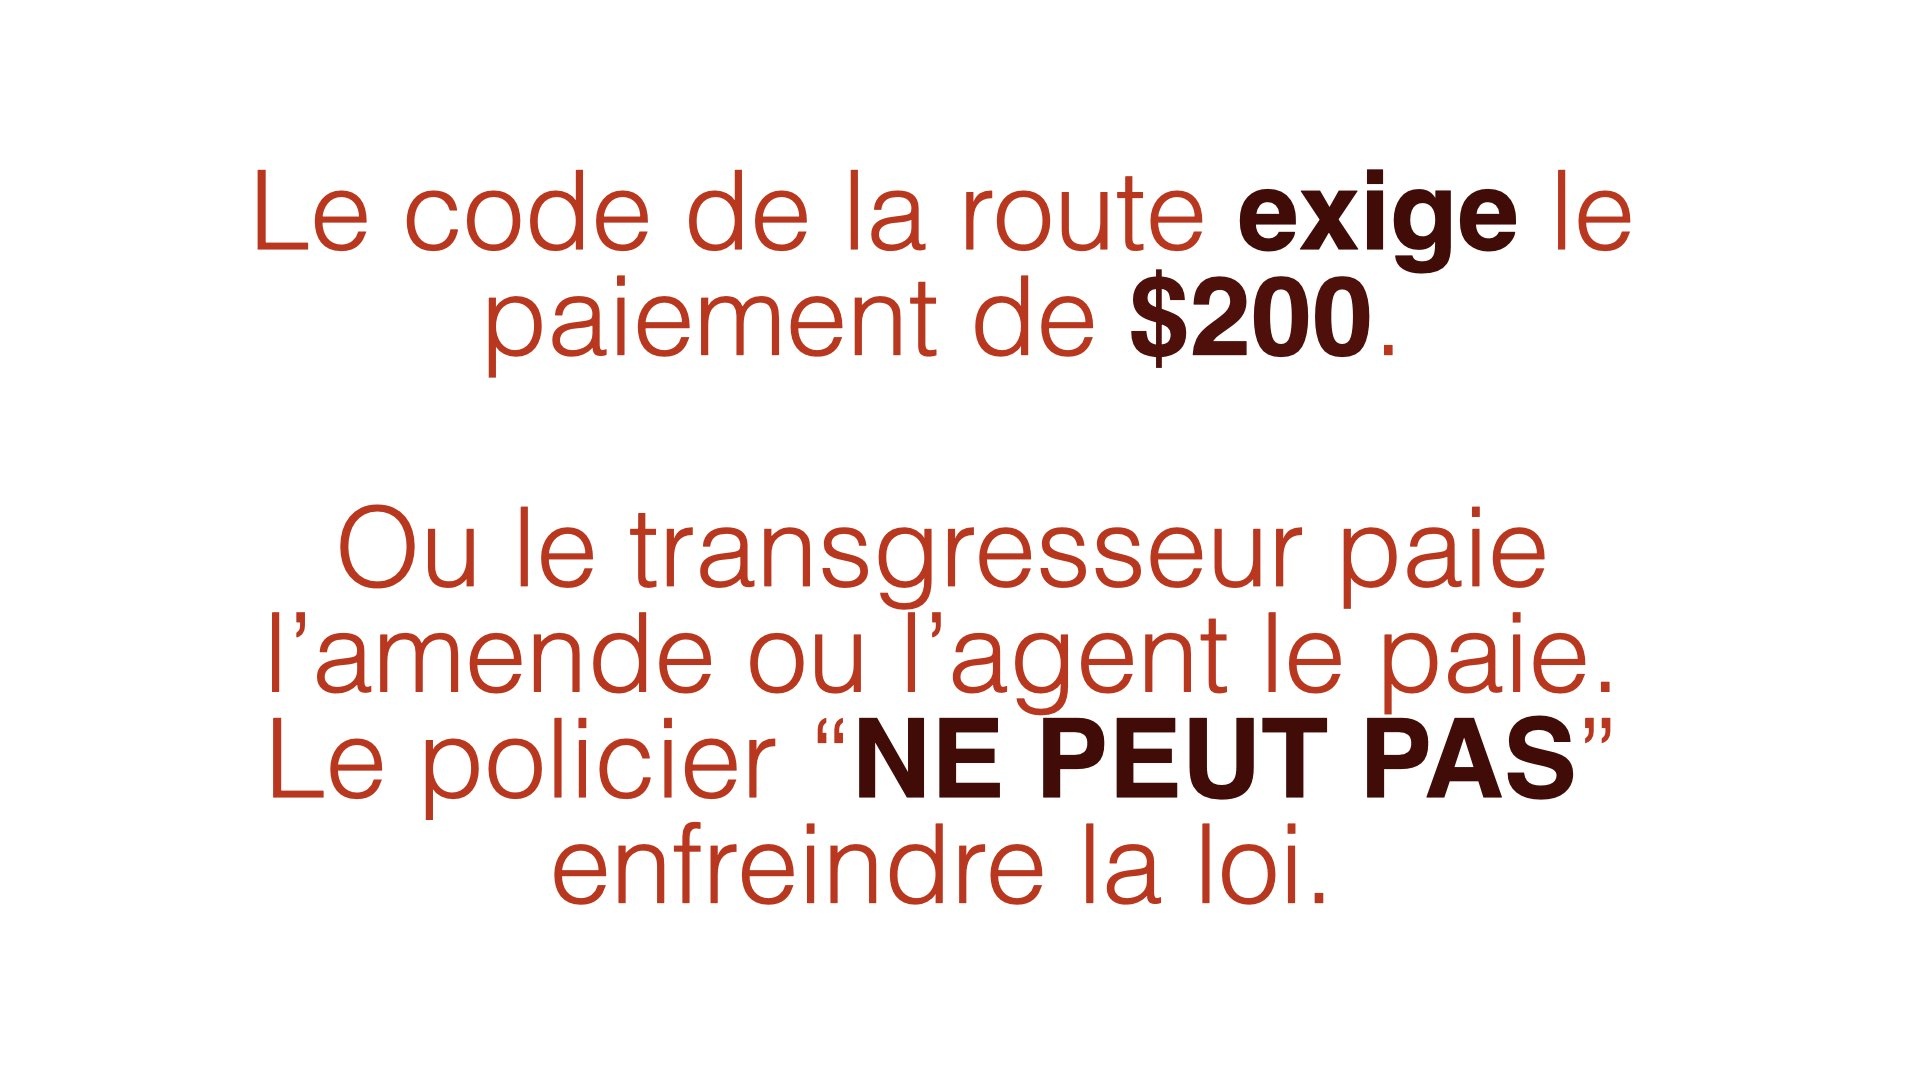 Le code de la route exige le
paiement de $200.
Ou le transgresseur paie
l’amende ou l’agent le paie.
Le policier “NE PEUT PAS”
enfreindre la loi.